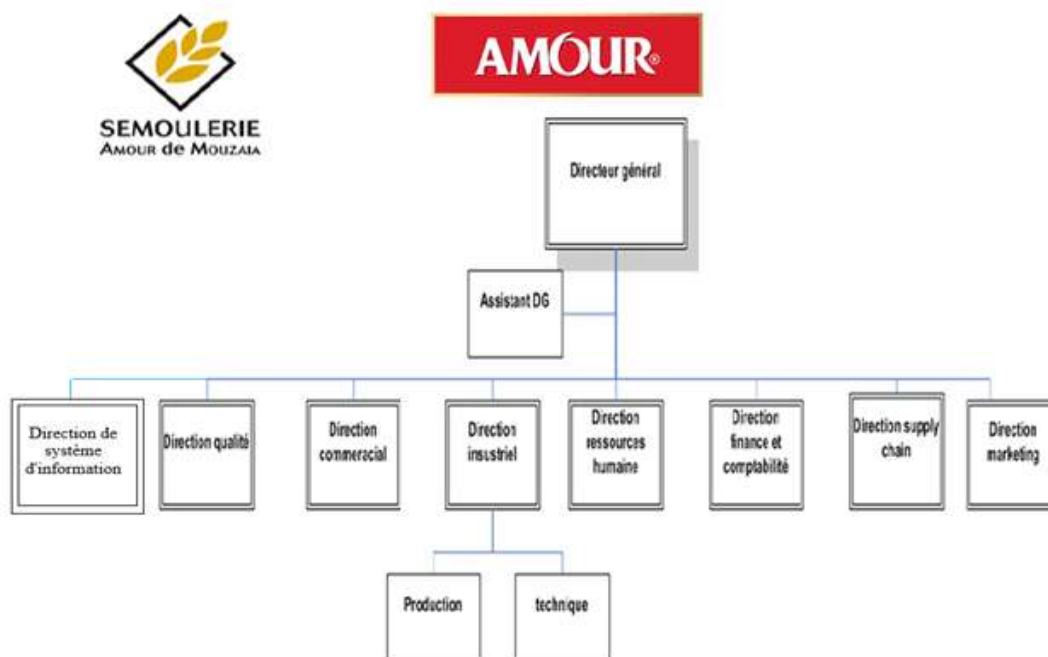 SEMOULERIE
AMOUR de MOUZAIA
AMOUR®
Directeur général
Assistant DG
Direction de
système
d'information
Direction qualité
Direction
commeracial
Direction
insustriel
Direction
ressources
humaine
Direction
finance et
comptabilité
Direction supply
chain
Direction
marketing
Production
technique